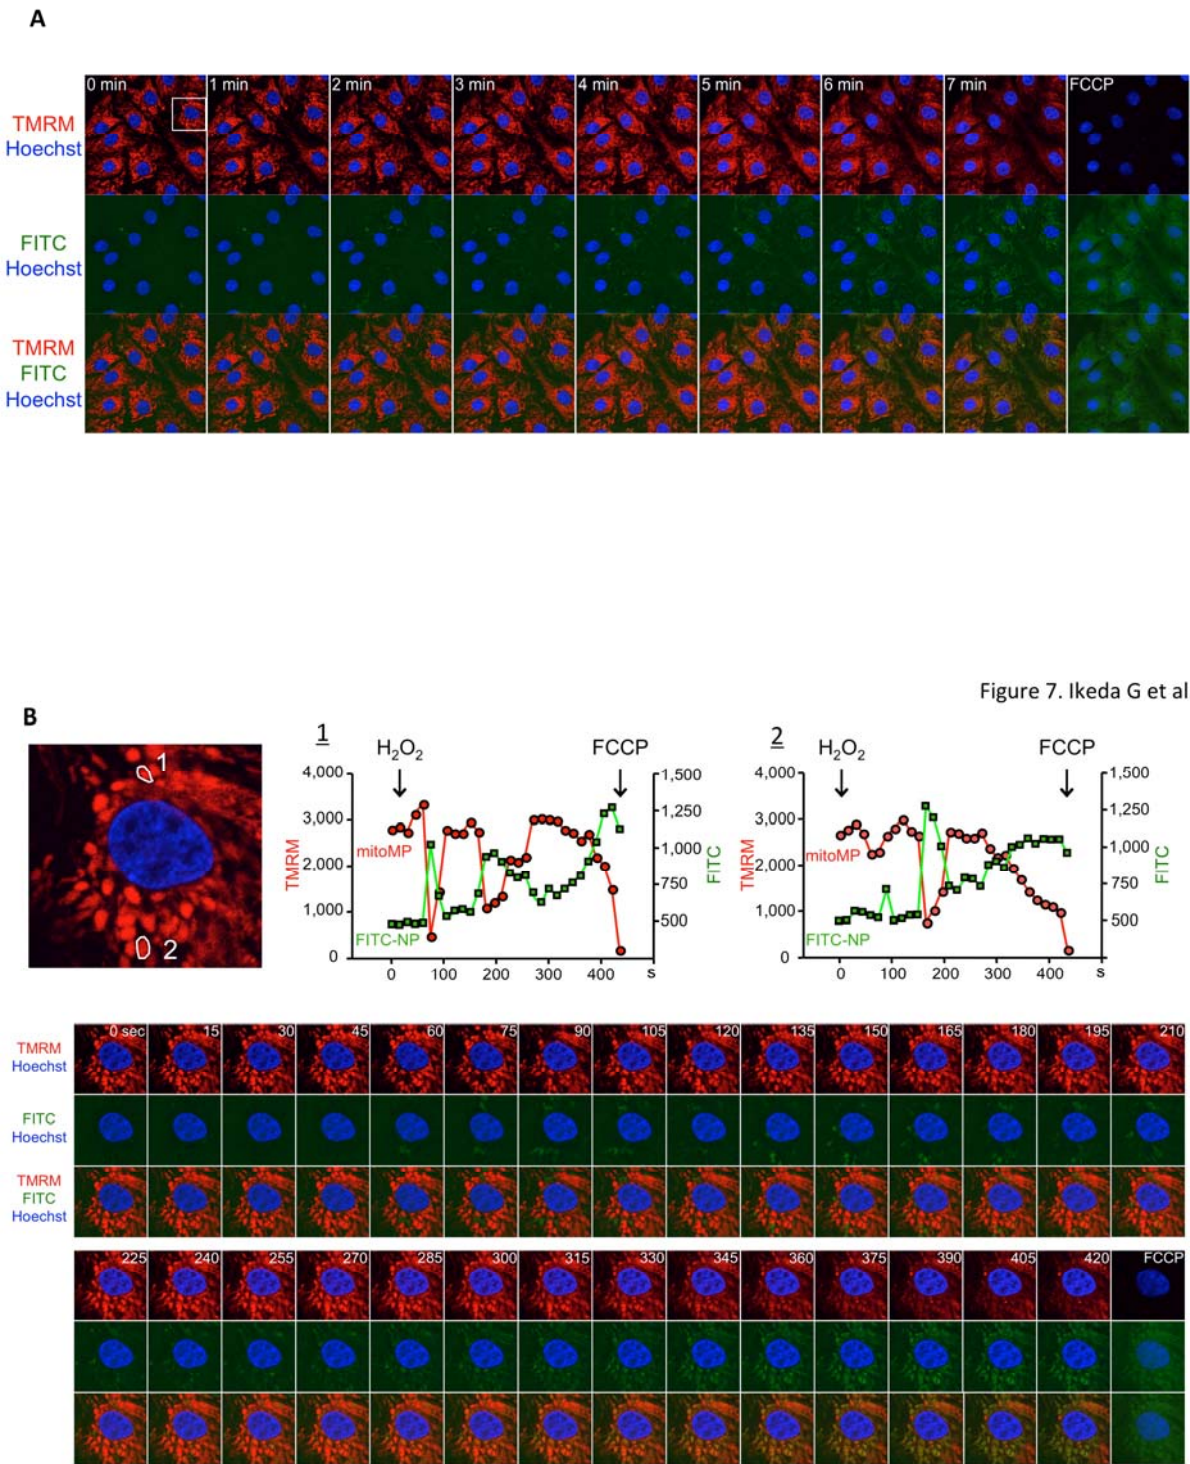 A
0 min 1 min 2 min 3 min 4 min 5 min 6 min 7 min FCCP
TMRM
Hoechst
FITC
Hoechst
TMRM
FITC
Hoechst
Figure 7. Ikeda G et al
B
1
2
1
H₂O₂ FCCP
4,000
3,000
2,000
1,000
0
TMRM
mitoMP
FITC-NP
1,500
1,250
1,000
750
500
FITC
0 100 200 300 400 s
2
H₂O₂ FCCP
4,000
3,000
2,000
1,000
0
TMRM
mitoMP
FITC-NP
1,500
1,250
1,000
750
500
FITC
0 100 200 300 400 s
0 sec 15 30 45 60 75 90 105 120 135 150 165 180 195 210
TMRM
Hoechst
FITC
Hoechst
TMRM
FITC
Hoechst
225 240 255 270 285 300 315 330 345 360 375 390 405 420 FCCP